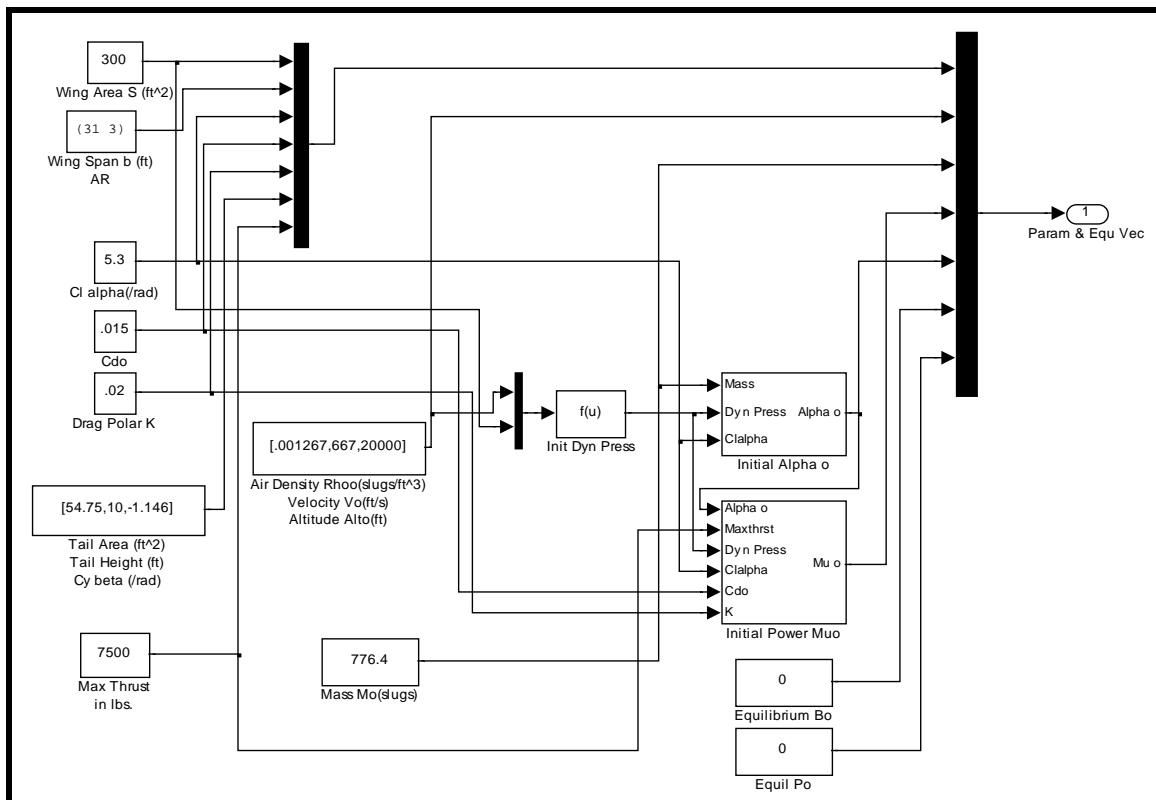 300
Wing Area S (ft^2)
(31 3)
Wing Span b (ft)
AR
5.3
Cl alpha(/rad)
.015
Cdo
.02
Drag Polar K
[54.75,10,-1.146]
Tail Area (ft^2)
Tail Height (ft)
Cy beta (/rad)
7500
Max Thrust
in lbs.
[.001267,667,20000]
Air Density Rhoo(slugs/ft^3)
Velocity Vo(ft/s)
Altitude Alto(ft)
776.4
Mass Mo(slugs)
f(u)
Init Dyn Press
Mass
Dyn Press
Clalpha
Alpha o
Initial Alpha o
Alpha o
Maxthrst
Dyn Press
Clalpha
Cdo
K
Mu o
Initial Power Muo
0
Equilibrium Bo
0
Equil Po
1
Param & Equ Vec